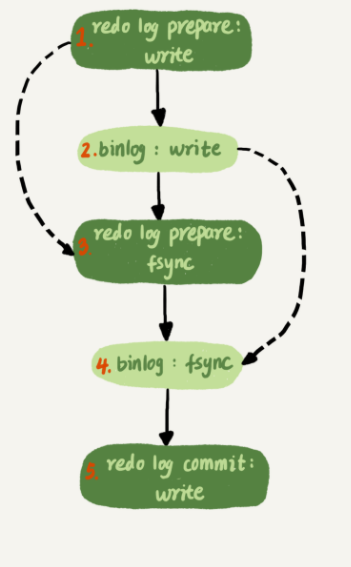 1. redo log prepare:
write
2. binlog : write
3. redo log prepare:
fsync
4. binlog : fsync
5. redo log commit:
write